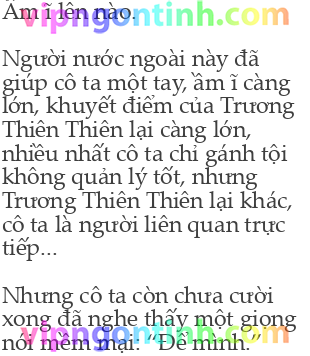 Ầm ĩ lên nào.
vipngontinh.com
Người nước ngoài này đã
giúp cô ta một tay, ầm ĩ càng
lớn, khuyết điểm của Trương
Thiên Thiên lại càng lớn,
nhiều nhất cô ta chỉ gánh tội
không quản lý tốt, nhưng
Trương Thiên Thiên lại khác,
cô ta là người liên quan trực
tiếp...
Nhưng cô ta còn chưa cười
xong đã nghe thấy một giọng
nói mềm mại: “Để mình.”
vipngontinh.com